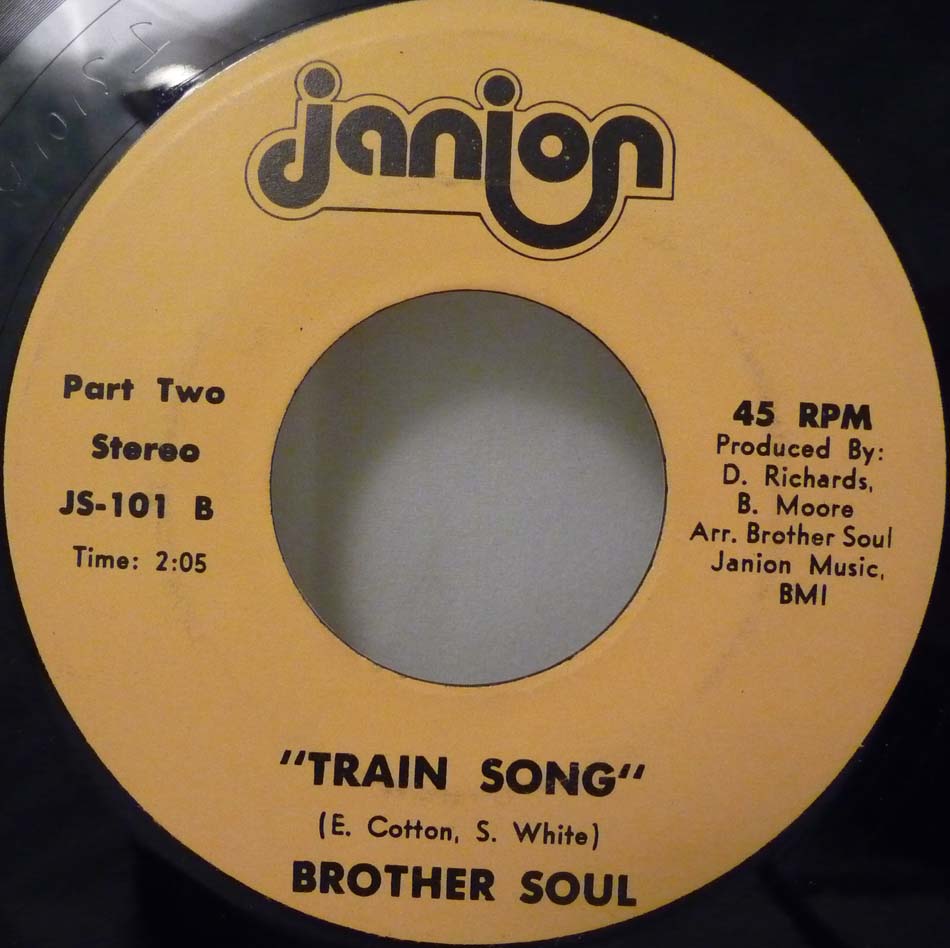 janion
Part Two
Stereo
JS-101 B
Time: 2:05
45 RPM
Produced By:
D. Richards,
B. Moore
Arr. Brother Soul
Janion Music,
BMI
"TRAIN SONG"
(E. Cotton, S. White)
BROTHER SOUL